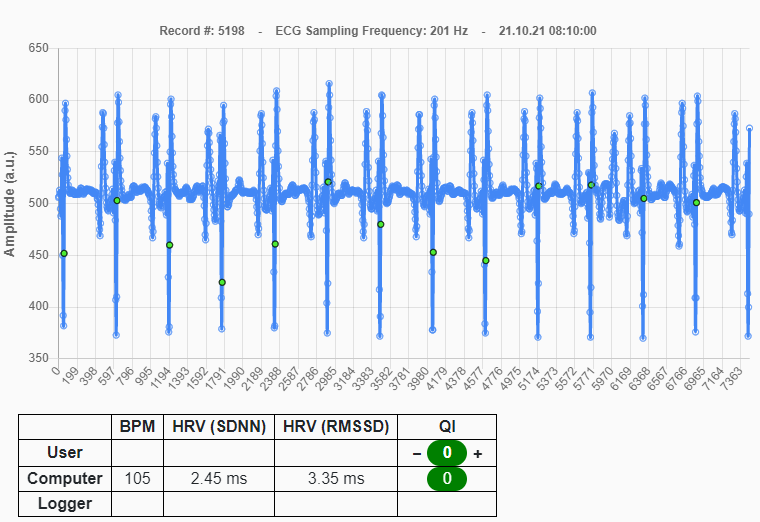 Record #: 5198 - ECG Sampling Frequency: 201 Hz - 21.10.21 08:10:00
650
600
550
500
450
400
350
Amplitude (a.u.)
0 199 398 597 796 995 1194 1393 1592 1791 1990 2189 2388 2587 2786 2985 3184 3383 3582 3781 3980 4179 4378 4577 4776 4975 5174 5373 5572 5771 5970 6169 6368 6567 6766 6965 7164 7363
BPM HRV (SDNN) HRV (RMSSD) QI
User − 0 +
Computer 105 2.45 ms 3.35 ms 0
Logger